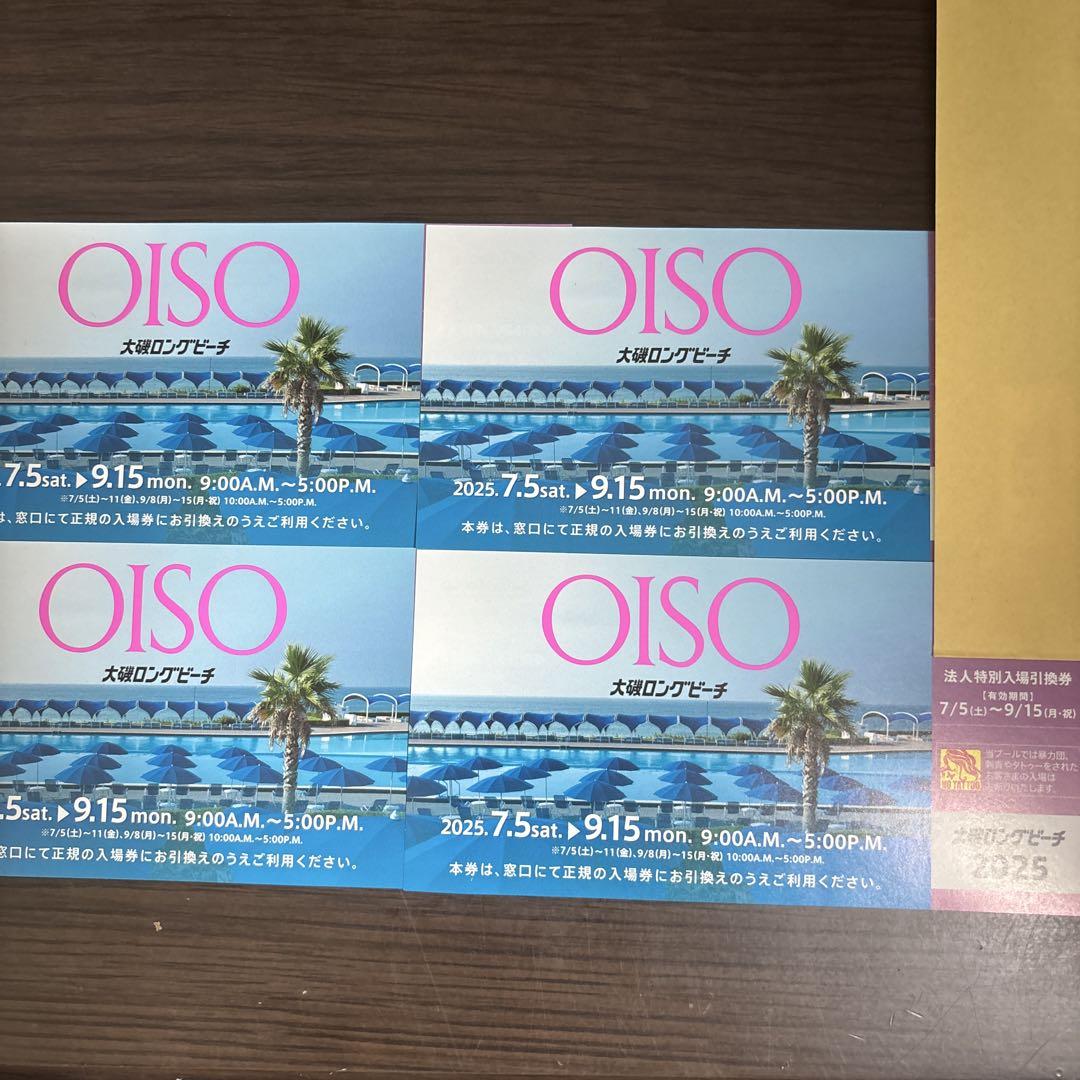 OISO
大磯ロングビーチ
7.5sat.▶9.15mon. 9:00A.M.〜5:00P.M.
※7/5(土)〜11(金)、9/8(月)〜15(月・祝) 10:00A.M.〜5:00P.M.
は、窓口にて正規の入場券にお引換えのうえご利用ください。
OISO
大磯ロングビーチ
2025.7.5sat.▶9.15mon. 9:00A.M.〜5:00P.M.
※7/5(土)〜11(金)、9/8(月)〜15(月・祝) 10:00A.M.〜5:00P.M.
本券は、窓口にて正規の入場券にお引換えのうえご利用ください。
OISO
大磯ロングビーチ
.5sat.▶9.15mon. 9:00A.M.〜5:00P.M.
※7/5(土)〜11(金)、9/8(月)〜15(月・祝) 10:00A.M.〜5:00P.M.
窓口にて正規の入場券にお引換えのうえご利用ください。
OISO
大磯ロングビーチ
2025.7.5sat.▶9.15mon. 9:00A.M.〜5:00P.M.
※7/5(土)〜11(金)、9/8(月)〜15(月・祝) 10:00A.M.〜5:00P.M.
本券は、窓口にて正規の入場券にお引換えのうえご利用ください。
法人特別入場引換券
【有効期間】
7/5(土)〜9/15(月・祝)
NO TATTOO
当プールでは暴力団、
刺青やタトゥーをされた
お客さまの入場は
お断りいたします。
大磯ロングビーチ
2025